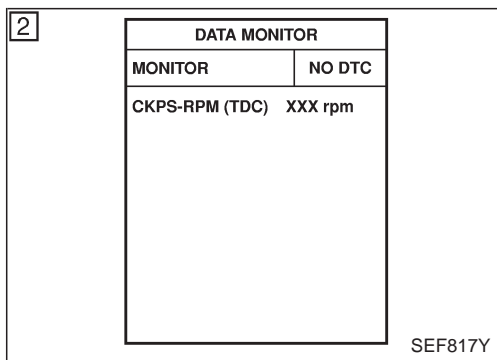 2
DATA MONITOR
MONITOR NO DTC
CKPS-RPM (TDC) XXX rpm
SEF817Y